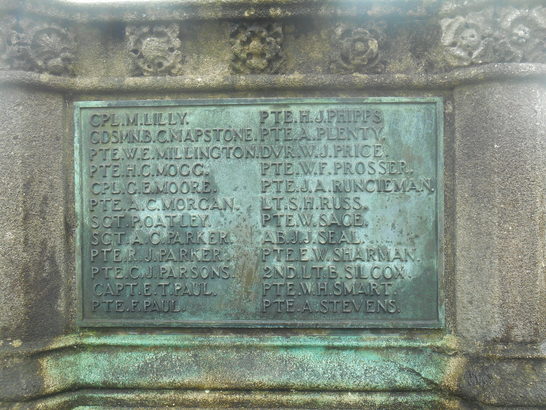 CPL.M.LILLY.
GDSMN.B.C.MAPSTONE.
PTE.W.E.MILLINGTON.
PTE.H.C.MOGG.
CPL.G.E.MOORE.
PTE.A.C.MORGAN.
SGT.P.OATLEY.
SGT.A.C.PARKER.
PTE.R.J.PARKER.
PTE.C.J.PARSONS.
CAPT.E.T.PAUL.
PTE.F.PAUL.
PTE.H.J.PHIPPS
PTE.A.PLENTY.
DVR.W.J.PRICE.
PTE.W.F.PROSSER.
PTE.J.A.RUNCIEMAN.
LT.S.H.RUSS.
PTE.W.SAGE.
A.B.J.J.SEAL.
PTE.E.W.SHARMAN.
2ND.LT.B.SILCOX.
PTE.W.H.SMART.
PTE.A.STEVENS.